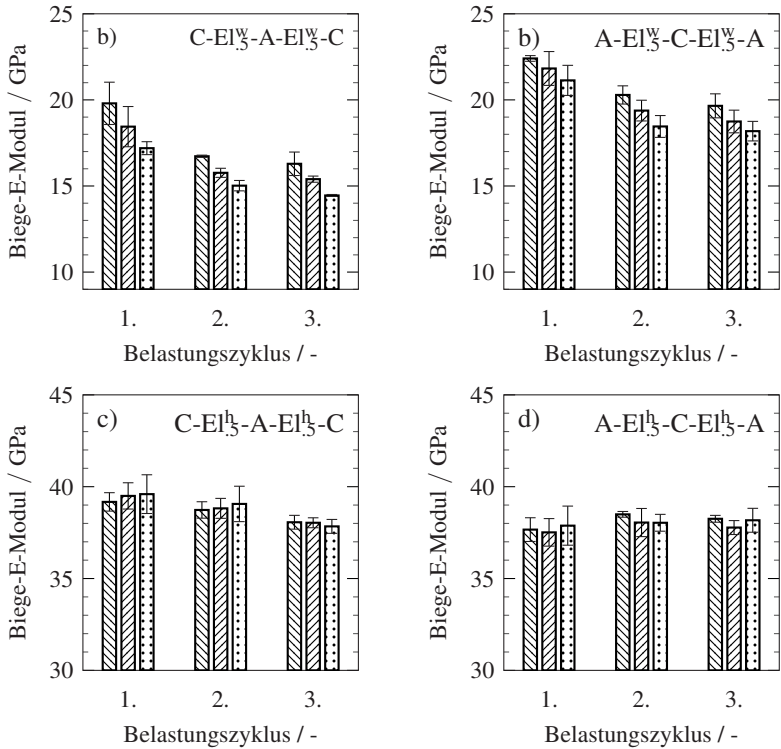 b) C-El^w_.5-A-El^w_.5-C
25
20
15
10
Biege-E-Modul / GPa
1. 2. 3.
Belastungszyklus / -
b) A-El^w_.5-C-El^w_.5-A
25
20
15
10
Biege-E-Modul / GPa
1. 2. 3.
Belastungszyklus / -
c) C-El^h_.5-A-El^h_.5-C
45
40
35
30
Biege-E-Modul / GPa
1. 2. 3.
Belastungszyklus / -
d) A-El^h_.5-C-El^h_.5-A
45
40
35
30
Biege-E-Modul / GPa
1. 2. 3.
Belastungszyklus / -